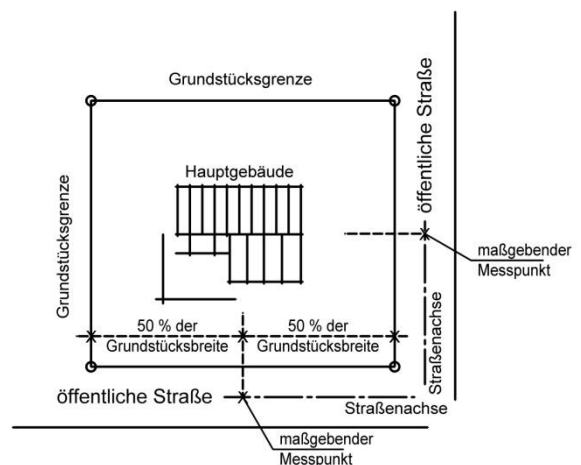 Grundstücksgrenze
öffentliche Straße
Hauptgebäude
Grundstücksgrenze
maßgebender
Messpunkt
50 % der
Grundstücksbreite
50 % der
Grundstücksbreite
Straßenachse
öffentliche Straße
Straßenachse
maßgebender
Messpunkt